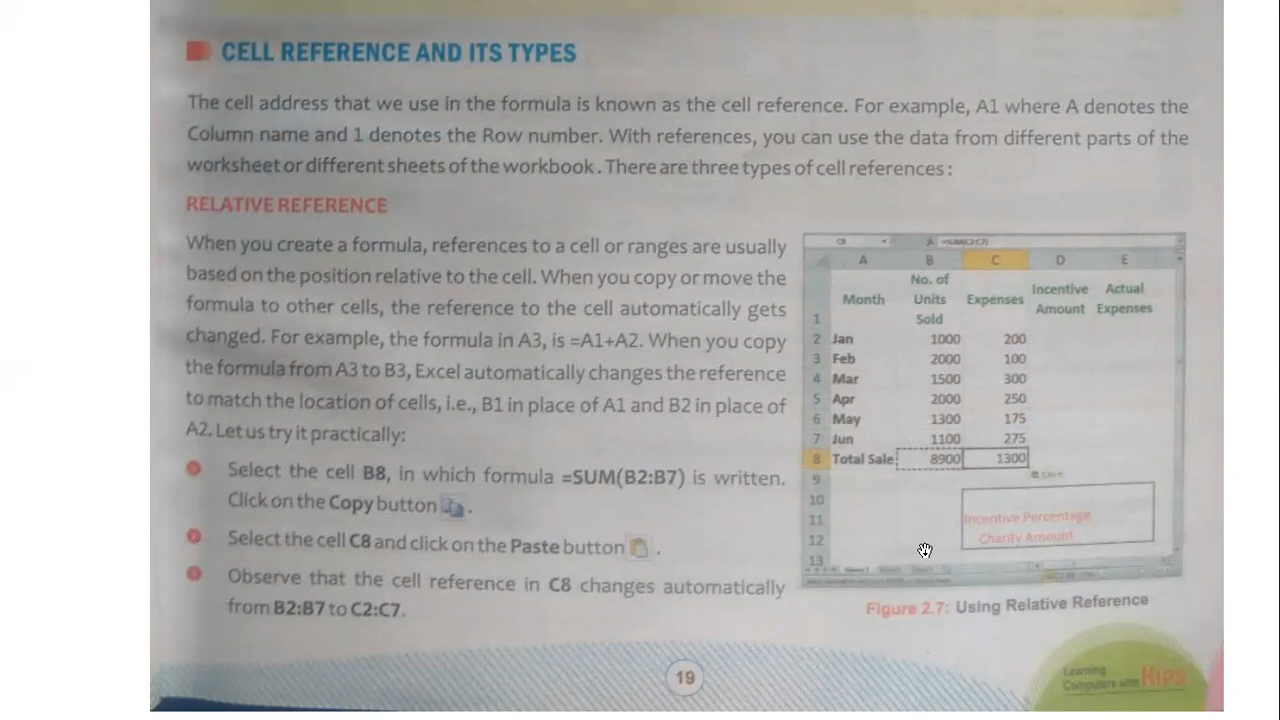 CELL REFERENCE AND ITS TYPES
The cell address that we use in the formula is known as the cell reference. For example, A1 where A denotes the
Column name and 1 denotes the Row number. With references, you can use the data from different parts of the
worksheet or different sheets of the workbook. There are three types of cell references:
RELATIVE REFERENCE
When you create a formula, references to a cell or ranges are usually
based on the position relative to the cell. When you copy or move the
formula to other cells, the reference to the cell automatically gets
changed. For example, the formula in A3, is =A1+A2. When you copy
the formula from A3 to B3, Excel automatically changes the reference
to match the location of cells, i.e., B1 in place of A1 and B2 in place of
A2. Let us try it practically:
Select the cell B8, in which formula =SUM(B2:B7) is written.
Click on the Copy button .
Select the cell C8 and click on the Paste button .
Observe that the cell reference in C8 changes automatically
from B2:B7 to C2:C7.
C8 fx =SUM(C2:C7)
A B C D E
1 Month No. of Units Sold Expenses Incentive Amount Actual Expenses
2 Jan 1000 200
3 Feb 2000 100
4 Mar 1500 300
5 Apr 2000 250
6 May 1300 175
7 Jun 1100 275
8 Total Sale 8900 1300
9
10
11 Incentive Percentage
12 Charity Amount
13
Figure 2.7: Using Relative Reference
19
Learning
Computers with Kips